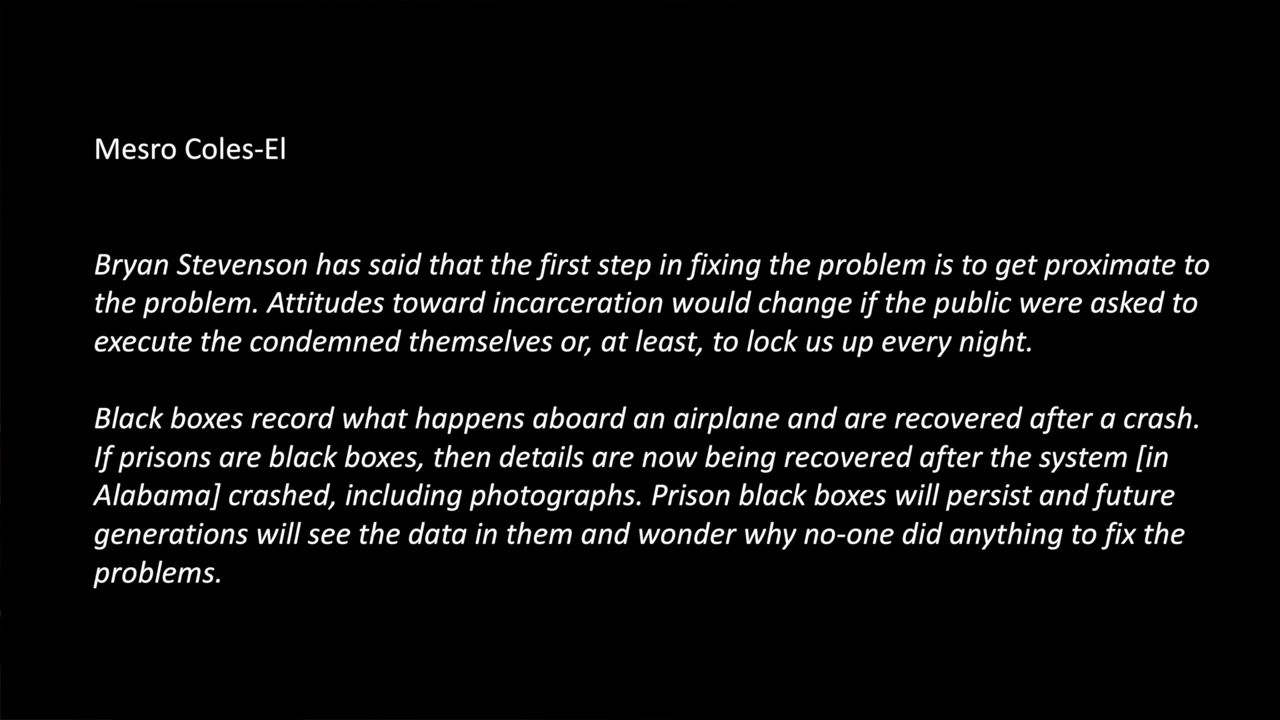 Mesro Coles-El
Bryan Stevenson has said that the first step in fixing the problem is to get proximate to
the problem. Attitudes toward incarceration would change if the public were asked to
execute the condemned themselves or, at least, to lock us up every night.
Black boxes record what happens aboard an airplane and are recovered after a crash.
If prisons are black boxes, then details are now being recovered after the system [in
Alabama] crashed, including photographs. Prison black boxes will persist and future
generations will see the data in them and wonder why no-one did anything to fix the
problems.